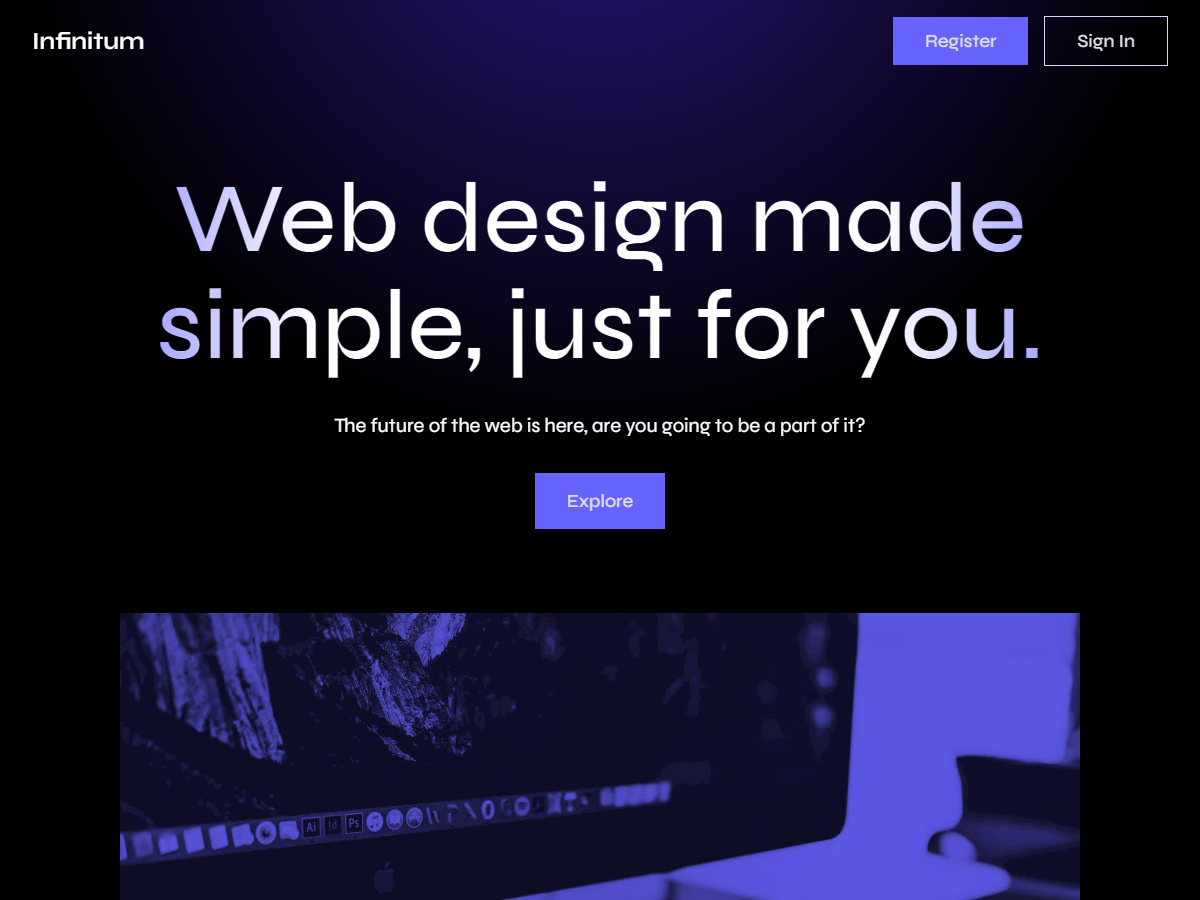 Infinitum
Register
Sign In
Web design made
simple, just for you.
The future of the web is here, are you going to be a part of it?
Explore
Ai
Id
Ps